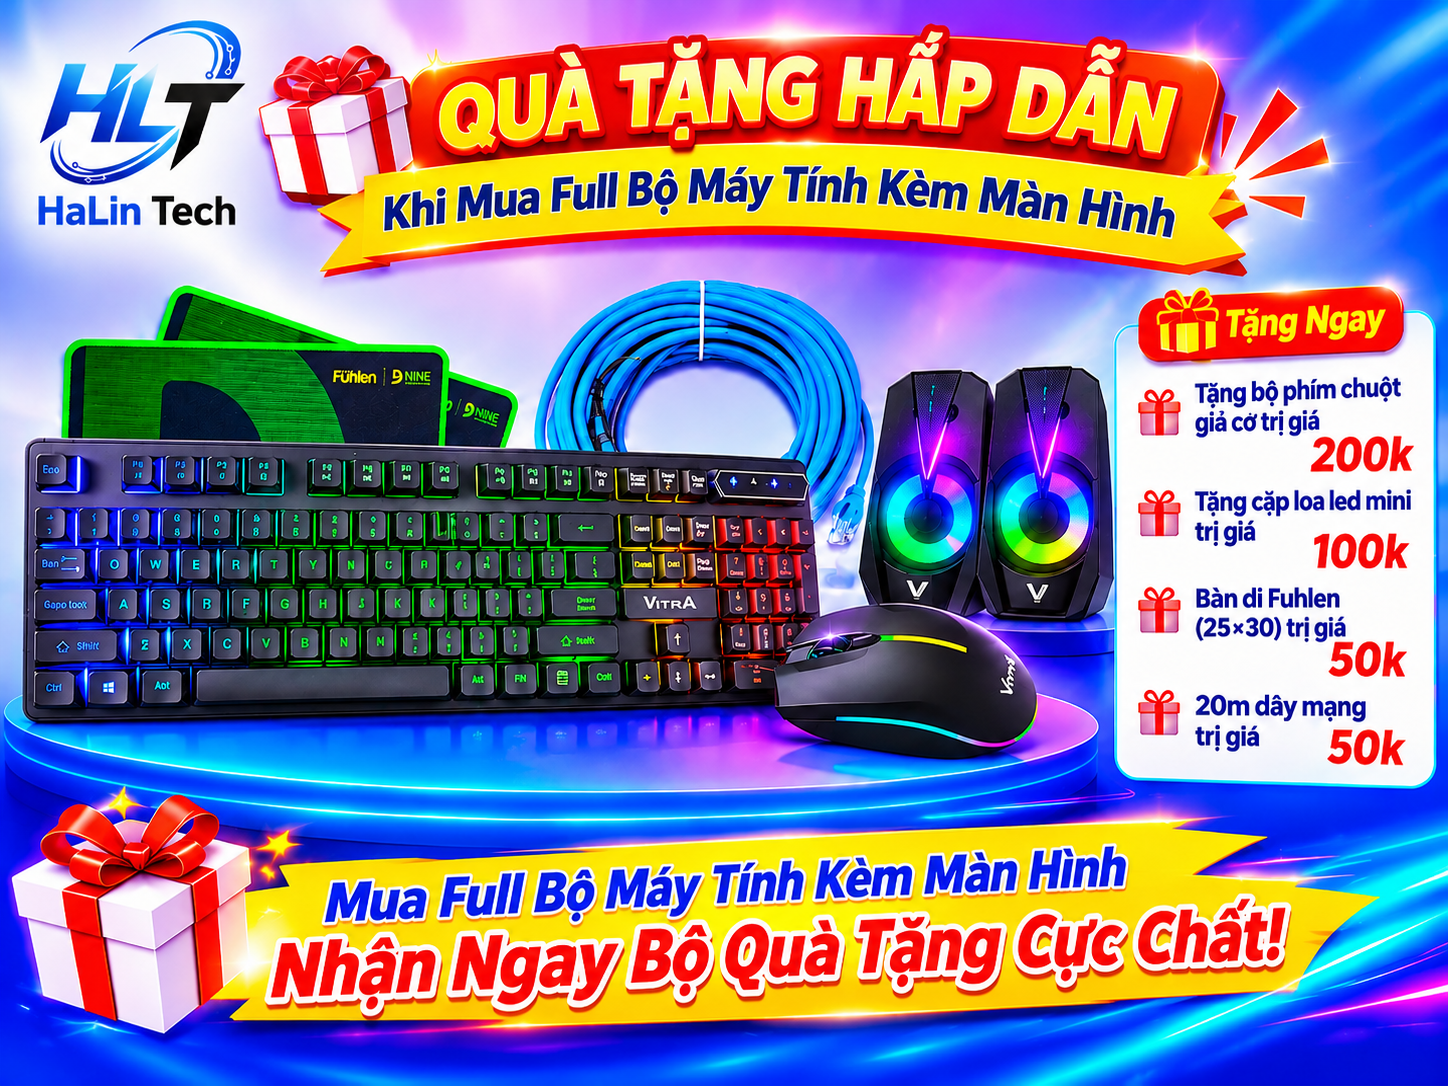 HLT
HaLin Tech
QUÀ TẶNG HẤP DẪN
Khi Mua Full Bộ Máy Tính Kèm Màn Hình
Fühlen | D NINE
D NINE
VITRA
VITRA
V
V
Tặng Ngay
Tặng bộ phím chuột
giả cơ trị giá
200k
Tặng cặp loa led mini
trị giá
100k
Bàn di Fuhlen
(25×30) trị giá
50k
20m dây mạng
trị giá
50k
Mua Full Bộ Máy Tính Kèm Màn Hình
Nhận Ngay Bộ Quà Tặng Cực Chất!